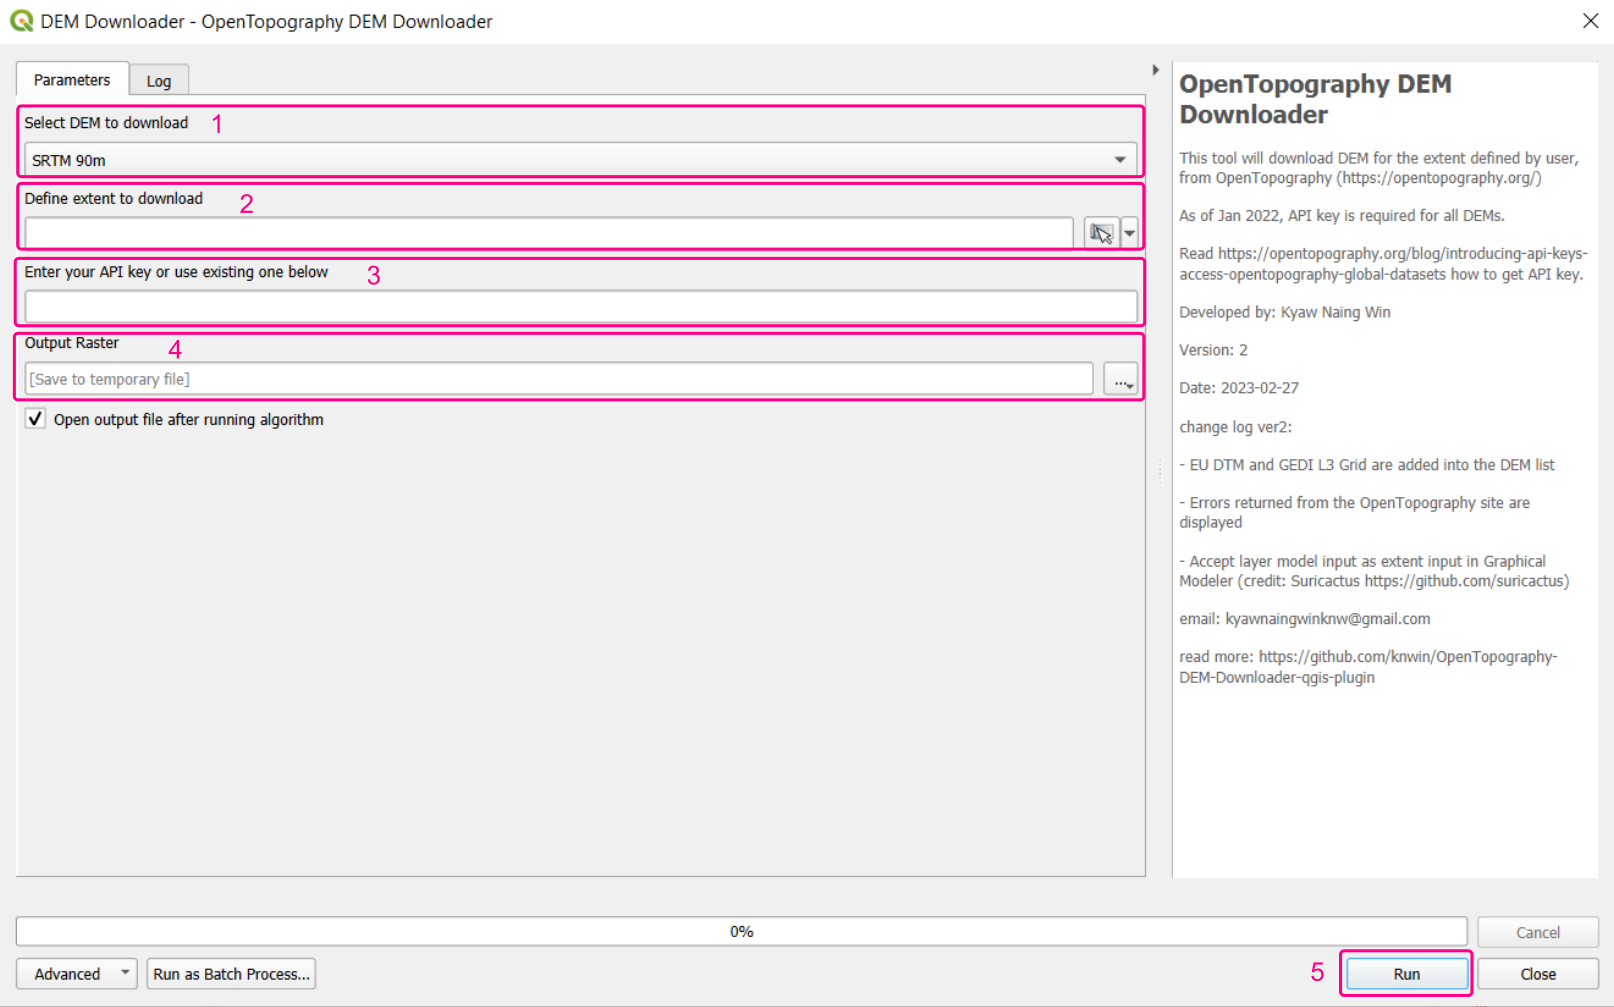 DEM Downloader - OpenTopography DEM Downloader
Parameters
Log
Select DEM to download 1
SRTM 90m
Define extent to download 2
Enter your API key or use existing one below 3
Output Raster 4
[Save to temporary file]
...
Open output file after running algorithm
OpenTopography DEM
Downloader
This tool will download DEM for the extent defined by user,
from OpenTopography (https://opentopography.org/)
As of Jan 2022, API key is required for all DEMs.
Read https://opentopography.org/blog/introducing-api-keys-
access-opentopography-global-datasets how to get API key.
Developed by: Kyaw Naing Win
Version: 2
Date: 2023-02-27
change log ver2:
- EU DTM and GEDI L3 Grid are added into the DEM list
- Errors returned from the OpenTopography site are
displayed
- Accept layer model input as extent input in Graphical
Modeler (credit: Suricactus https://github.com/suricactus)
email: kyawnaingwinknw@gmail.com
read more: https://github.com/knwin/OpenTopography-
DEM-Downloader-qgis-plugin
0%
Cancel
Advanced
Run as Batch Process...
5
Run
Close